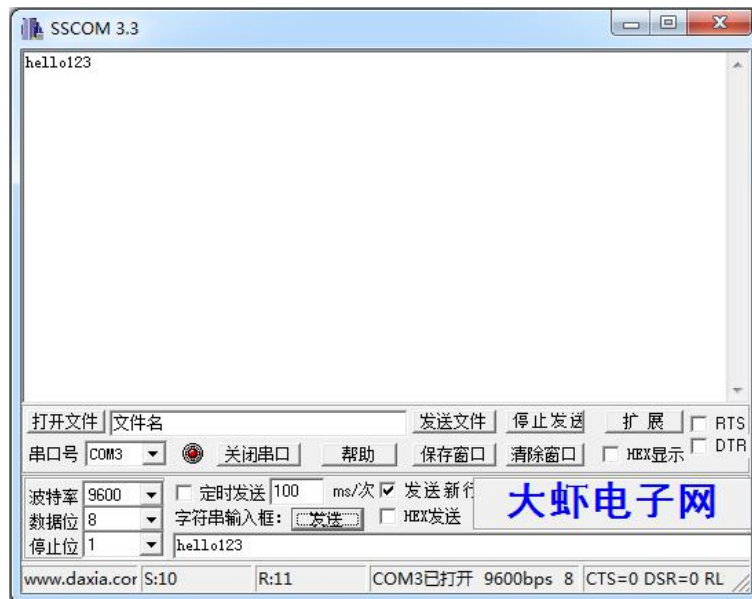 SSCOM 3.3
hello123
打开文件 文件名 发送文件 停止发送 扩展 RTS
串口号 COM3 关闭串口 帮助 保存窗口 清除窗口 HEX显示 DTR
波特率 9600 定时发送 100 ms/次 发送新行
数据位 8 字符串输入框: 发送 HEX发送 大虾电子网
停止位 1 hello123
www.daxia.cor S:10 R:11 COM3已打开 9600bps 8 CTS=0 DSR=0 RL